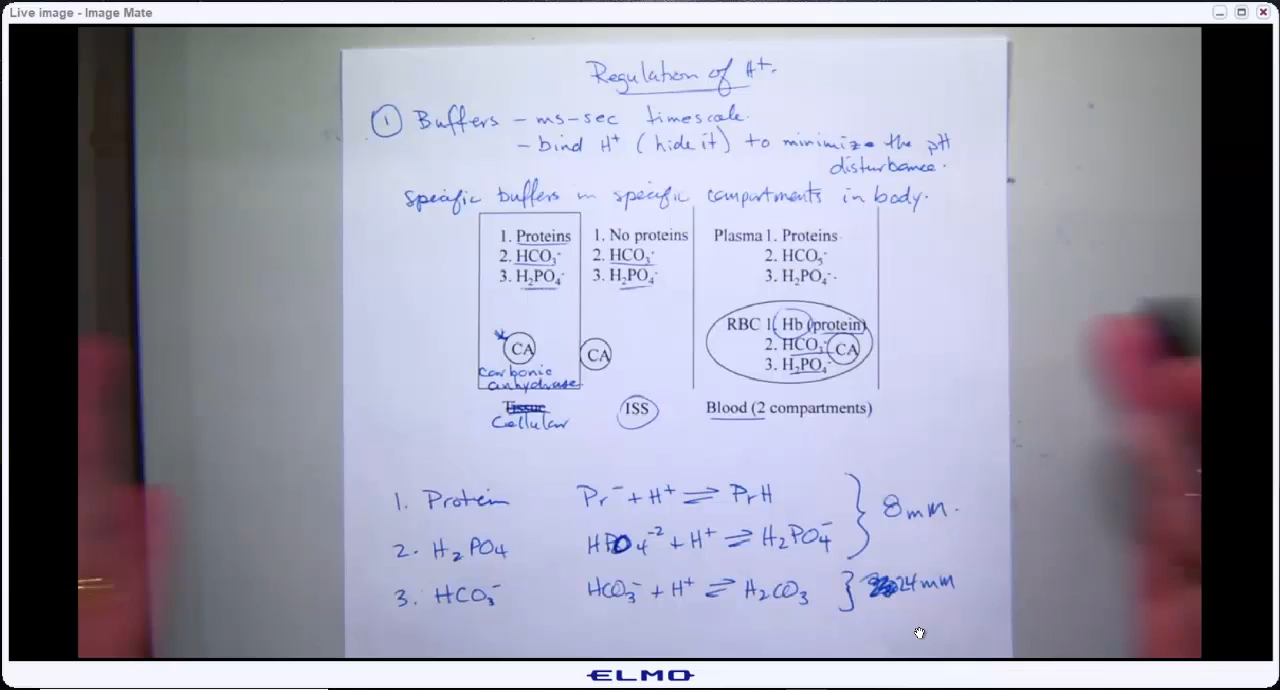 Live image - Image Mate
Regulation of H+.
① Buffers - ms-sec timescale.
- bind H+ (hide it) to minimize the pH
disturbance.
Specific buffers in specific compartments in body.
1. Proteins
2. HCO3-
3. H2PO4-
CA
carbonic
anhydrase
Tissue
Cellular
1. No proteins
2. HCO3-
3. H2PO4-
CA
ISS
Plasma 1. Proteins
2. HCO3-
3. H2PO4-
RBC 1. Hb (protein)
2. HCO3- CA
3. H2PO4-
Blood (2 compartments)
1. Protein Pr- + H+ ⇌ PrH
2. H2PO4 HPO4-2 + H+ ⇌ H2PO4-
8mM.
3. HCO3- HCO3- + H+ ⇌ H2CO3 } 24mM
ELMO